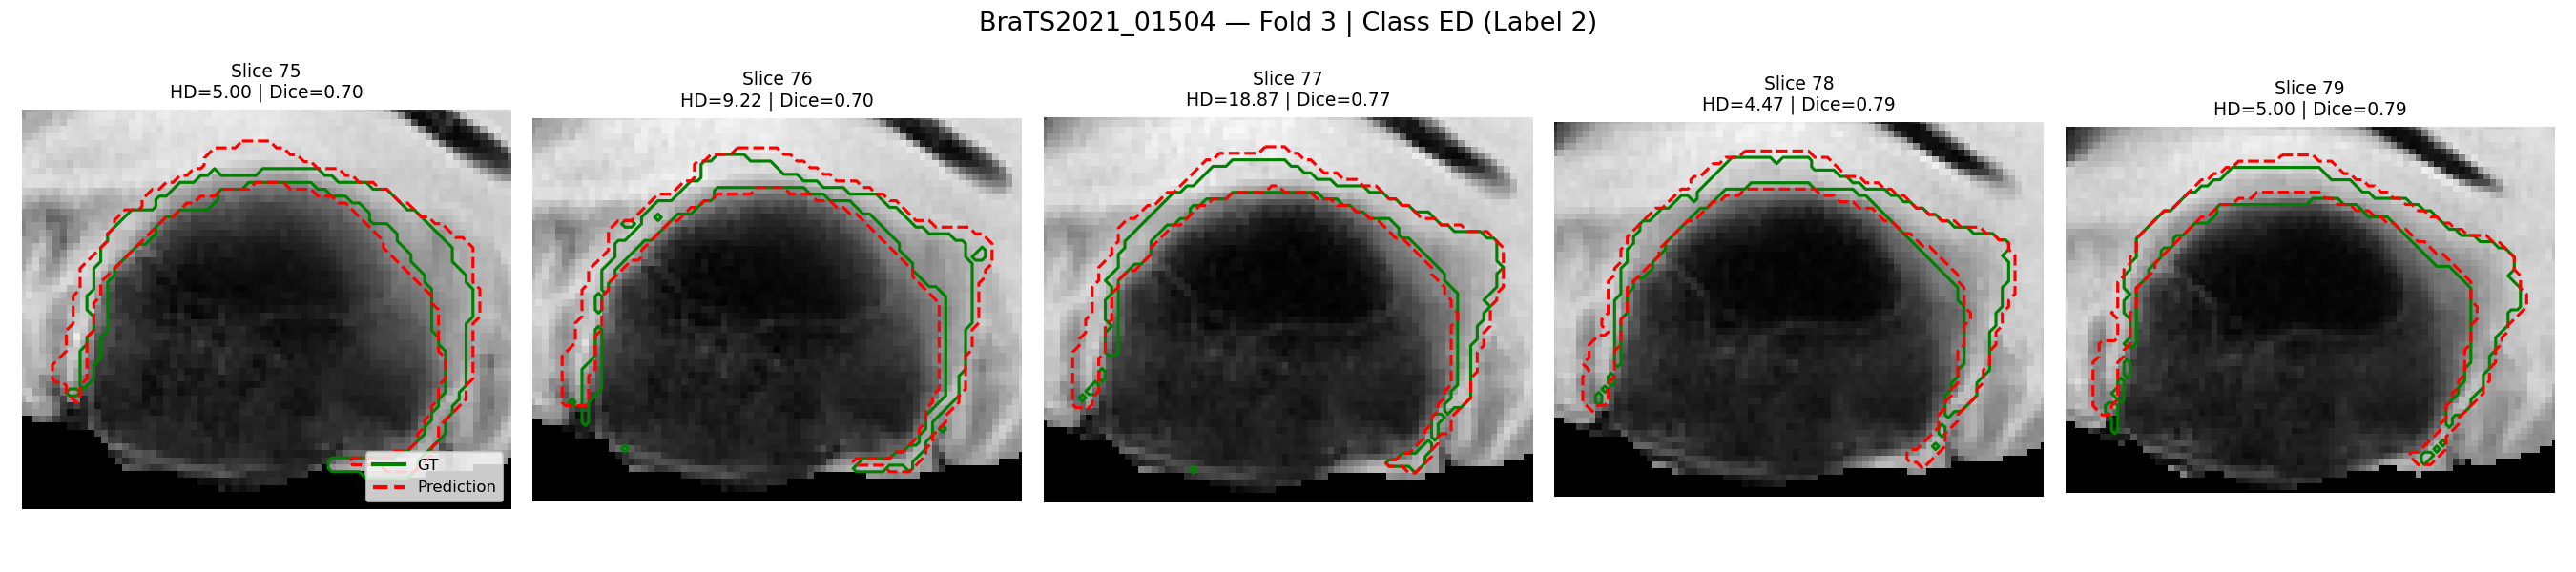 BraTS2021_01504 — Fold 3 | Class ED (Label 2)
Slice 75
HD=5.00 | Dice=0.70
Slice 76
HD=9.22 | Dice=0.70
Slice 77
HD=18.87 | Dice=0.77
Slice 78
HD=4.47 | Dice=0.79
Slice 79
HD=5.00 | Dice=0.79
GT
Prediction